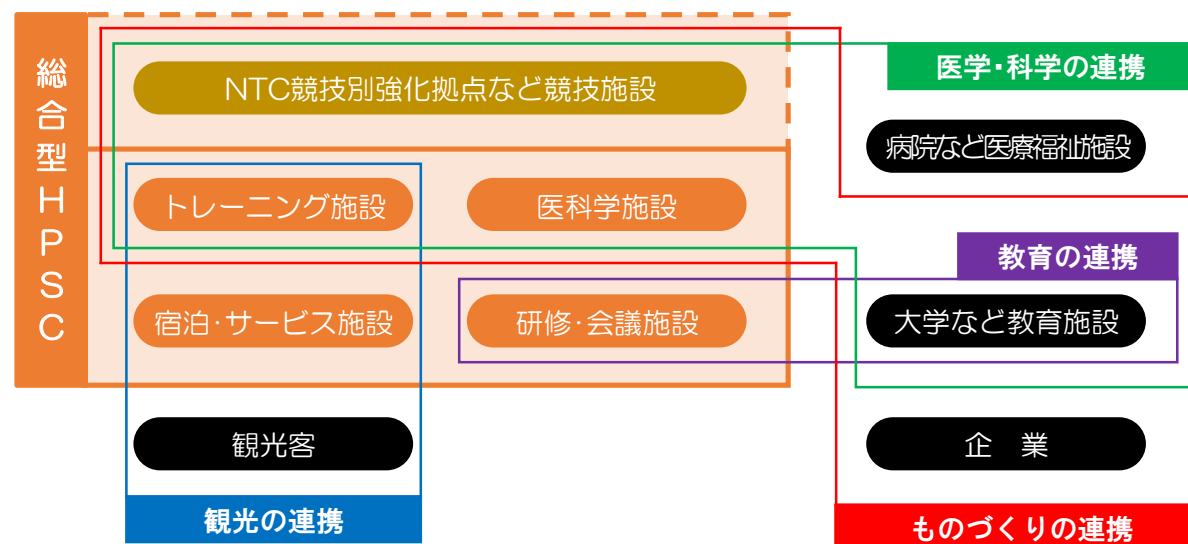 総合型HPSC
NTC競技別強化拠点など競技施設
医学・科学の連携
病院など医療福祉施設
トレーニング施設
医科学施設
教育の連携
宿泊・サービス施設
研修・会議施設
大学など教育施設
観光客
企　業
観光の連携
ものづくりの連携